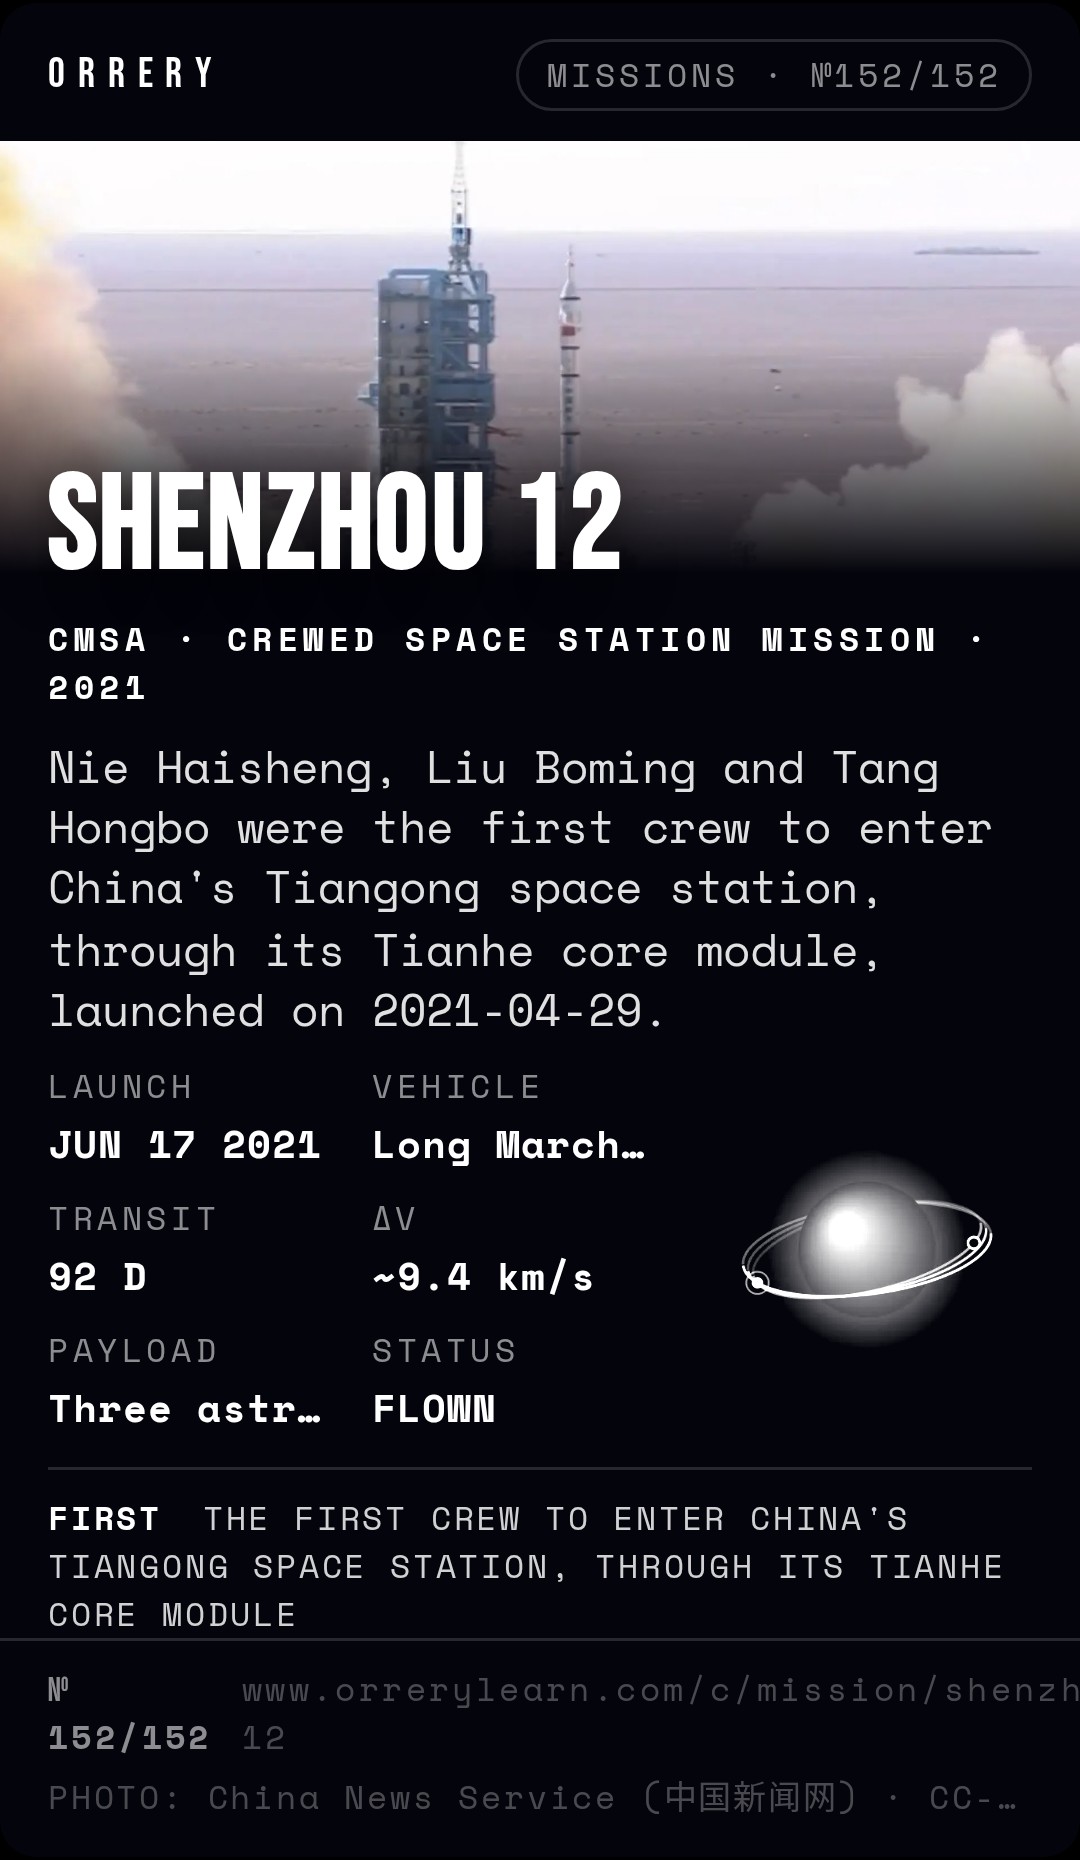 ORRERY
MISSIONS · №152/152
SHENZHOU 12
CMSA · CREWED SPACE STATION MISSION ·
2021
Nie Haisheng, Liu Boming and Tang
Hongbo were the first crew to enter
China's Tiangong space station,
through its Tianhe core module,
launched on 2021-04-29.
LAUNCH VEHICLE
JUN 17 2021 Long March…
TRANSIT ΔV
92 D ~9.4 km/s
PAYLOAD STATUS
Three astr… FLOWN
FIRST THE FIRST CREW TO ENTER CHINA'S
TIANGONG SPACE STATION, THROUGH ITS TIANHE
CORE MODULE
№ www.orrerylearn.com/c/mission/shenzh
152/152 12
PHOTO: China News Service (中国新闻网) · CC-…